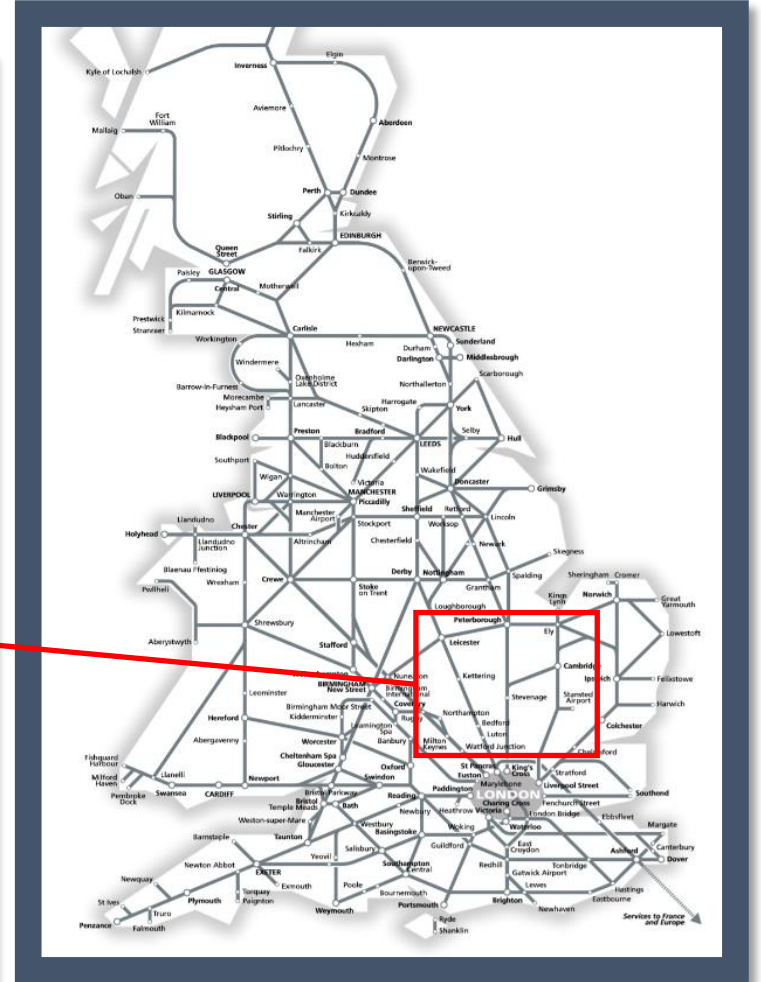 Elgin
Inverness
Kyle of Lochalsh
Aviemore
Fort
William
Aberdeen
Mallaig
Pitlochry
Montrose
Perth
Dundee
Oban
Stirling
Kirkcaldy
EDINBURGH
Queen
Street
Falkirk
Berwick-
upon-Tweed
Paisley
GLASGOW
Central
Motherwell
Prestwick
Kilmarnock
Stranraer
Carlisle
NEWCASTLE
Workington
Hexham
Sunderland
Durham
Darlington
Middlesbrough
Windermere
Oxenholme
Lake District
Scarborough
Barrow-in-Furness
Northallerton
Morecambe
Heysham Port
Lancaster
Harrogate
York
Skipton
Blackpool
Preston
Bradford
LEEDS
Selby
Hull
Blackburn
Southport
Huddersfield
Bolton
Wakefield
Wigan
Victoria
Doncaster
LIVERPOOL
Warrington
MANCHESTER
Piccadilly
Grimsby
Llandudno
Manchester
Airport
Sheffield
Retford
Lincoln
Holyhead
Chester
Stockport
Worksop
Llandudno
Junction
Altrincham
Chesterfield
Newark
Blaenau Ffestiniog
Skegness
Pwllheli
Wrexham
Crewe
Stoke
on Trent
Derby
Nottingham
Grantham
Spalding
Sheringham
Cromer
Kings
Lynn
Norwich
Great
Yarmouth
Loughborough
Peterborough
Shrewsbury
Aberystwyth
Stafford
Leicester
Ely
Lowestoft
Cambridge
BIRMINGHAM
New Street
Nuneaton
Birmingham
International
Kettering
Ipswich
Felixstowe
Leominster
Coventry
Stevenage
Stansted
Airport
Birmingham Moor Street
Kidderminster
Rugby
Northampton
Harwich
Hereford
Leamington
Spa
Bedford
Colchester
Abergavenny
Worcester
Banbury
Milton
Keynes
Luton
Watford Junction
Chelmsford
Cheltenham Spa
Gloucester
Oxford
St Pancras
Euston
King's
Cross
Stratford
Fishguard
Harbour
Milford
Haven
Llanelli
Pembroke
Dock
Swansea
CARDIFF
Newport
Swindon
Marylebone
Paddington
Liverpool Street
Southend
Bristol Parkway
Bristol
Temple Meads
Bath
Reading
LONDON
Charing Cross
Fenchurch Street
Newbury
Heathrow
Victoria
London Bridge
Ebbsfleet
Weston-super-Mare
Westbury
Basingstoke
Woking
Waterloo
Margate
Barnstaple
Taunton
Salisbury
Guildford
East
Croydon
Canterbury
Newton Abbot
EXETER
Yeovil
Southampton
Central
Redhill
Tonbridge
Ashford
Dover
Gatwick Airport
Newquay
Exmouth
Poole
Bournemouth
Lewes
Hastings
St Ives
Plymouth
Torquay
Paignton
Weymouth
Portsmouth
Brighton
Newhaven
Eastbourne
Truro
Penzance
Falmouth
Ryde
Shanklin
Services to France
and Europe